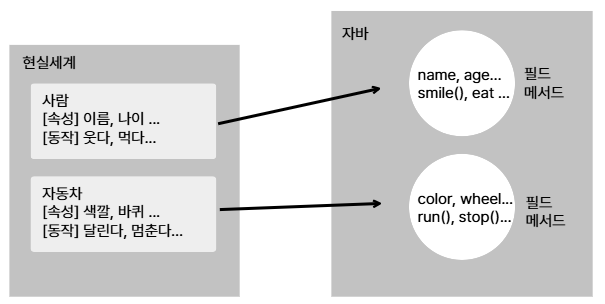 현실세계
사람
[속성] 이름, 나이 ...
[동작] 웃다, 먹다...
자동차
[속성] 색깔, 바퀴 ...
[동작] 달린다, 멈춘다...
자바
name, age...
smile(), eat ...
필드
메서드
color, wheel...
run(), stop()...
필드
메서드